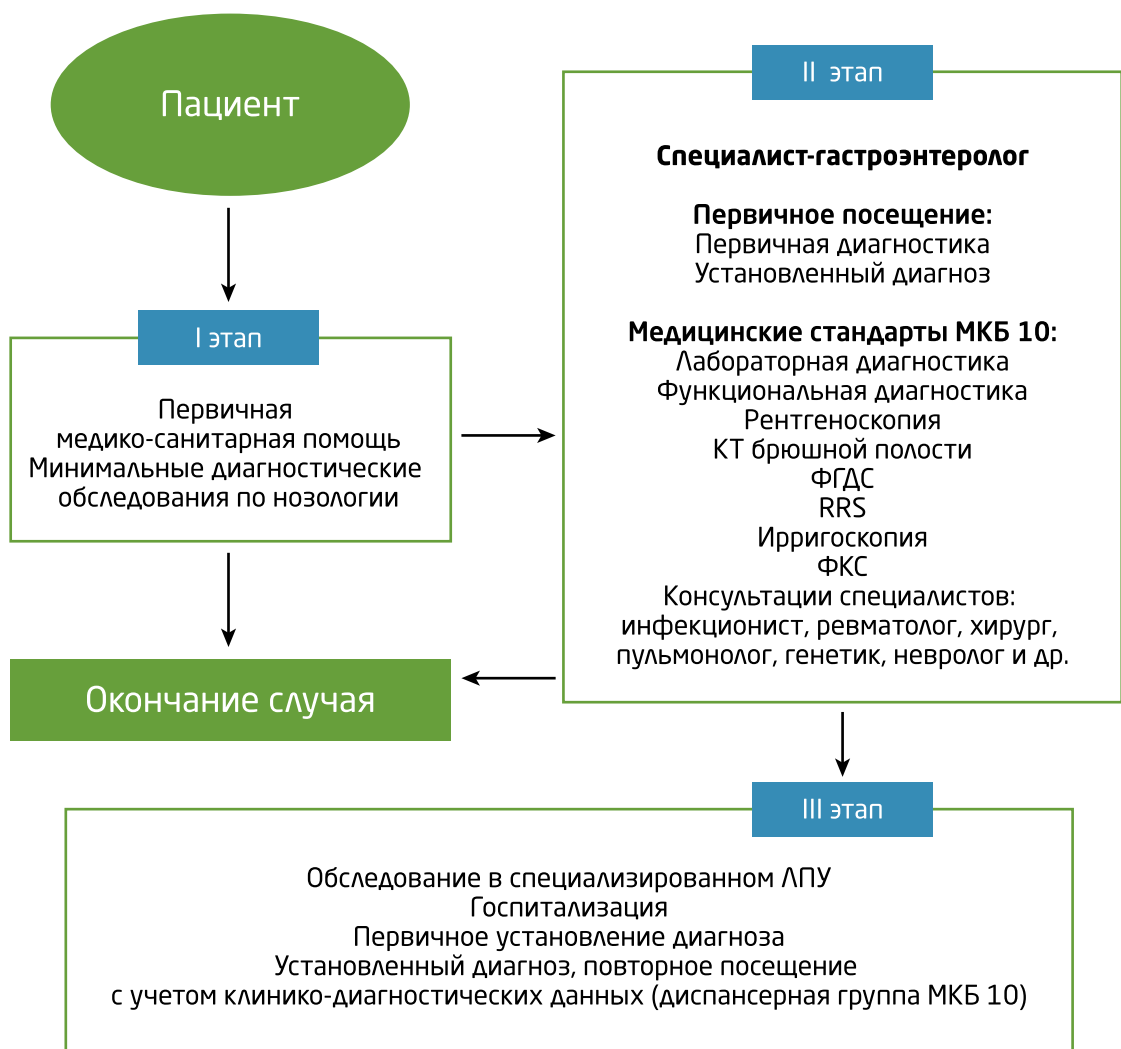 Пациент
I этап
Первичная
медико-санитарная помощь
Минимальные диагностические
обследования по нозологии
Окончание случая
II этап
Специалист-гастроэнтеролог
Первичное посещение:
Первичная диагностика
Установленный диагноз
Медицинские стандарты МКБ 10:
Лабораторная диагностика
Функциональная диагностика
Рентгеноскопия
КТ брюшной полости
ФГДС
RRS
Ирригоскопия
ФКС
Консультации специалистов:
инфекционист, ревматолог, хирург,
пульмонолог, генетик, невролог и др.
III этап
Обследование в специализированном ЛПУ
Госпитализация
Первичное установление диагноза
Установленный диагноз, повторное посещение
с учетом клинико-диагностических данных (диспансерная группа МКБ 10)